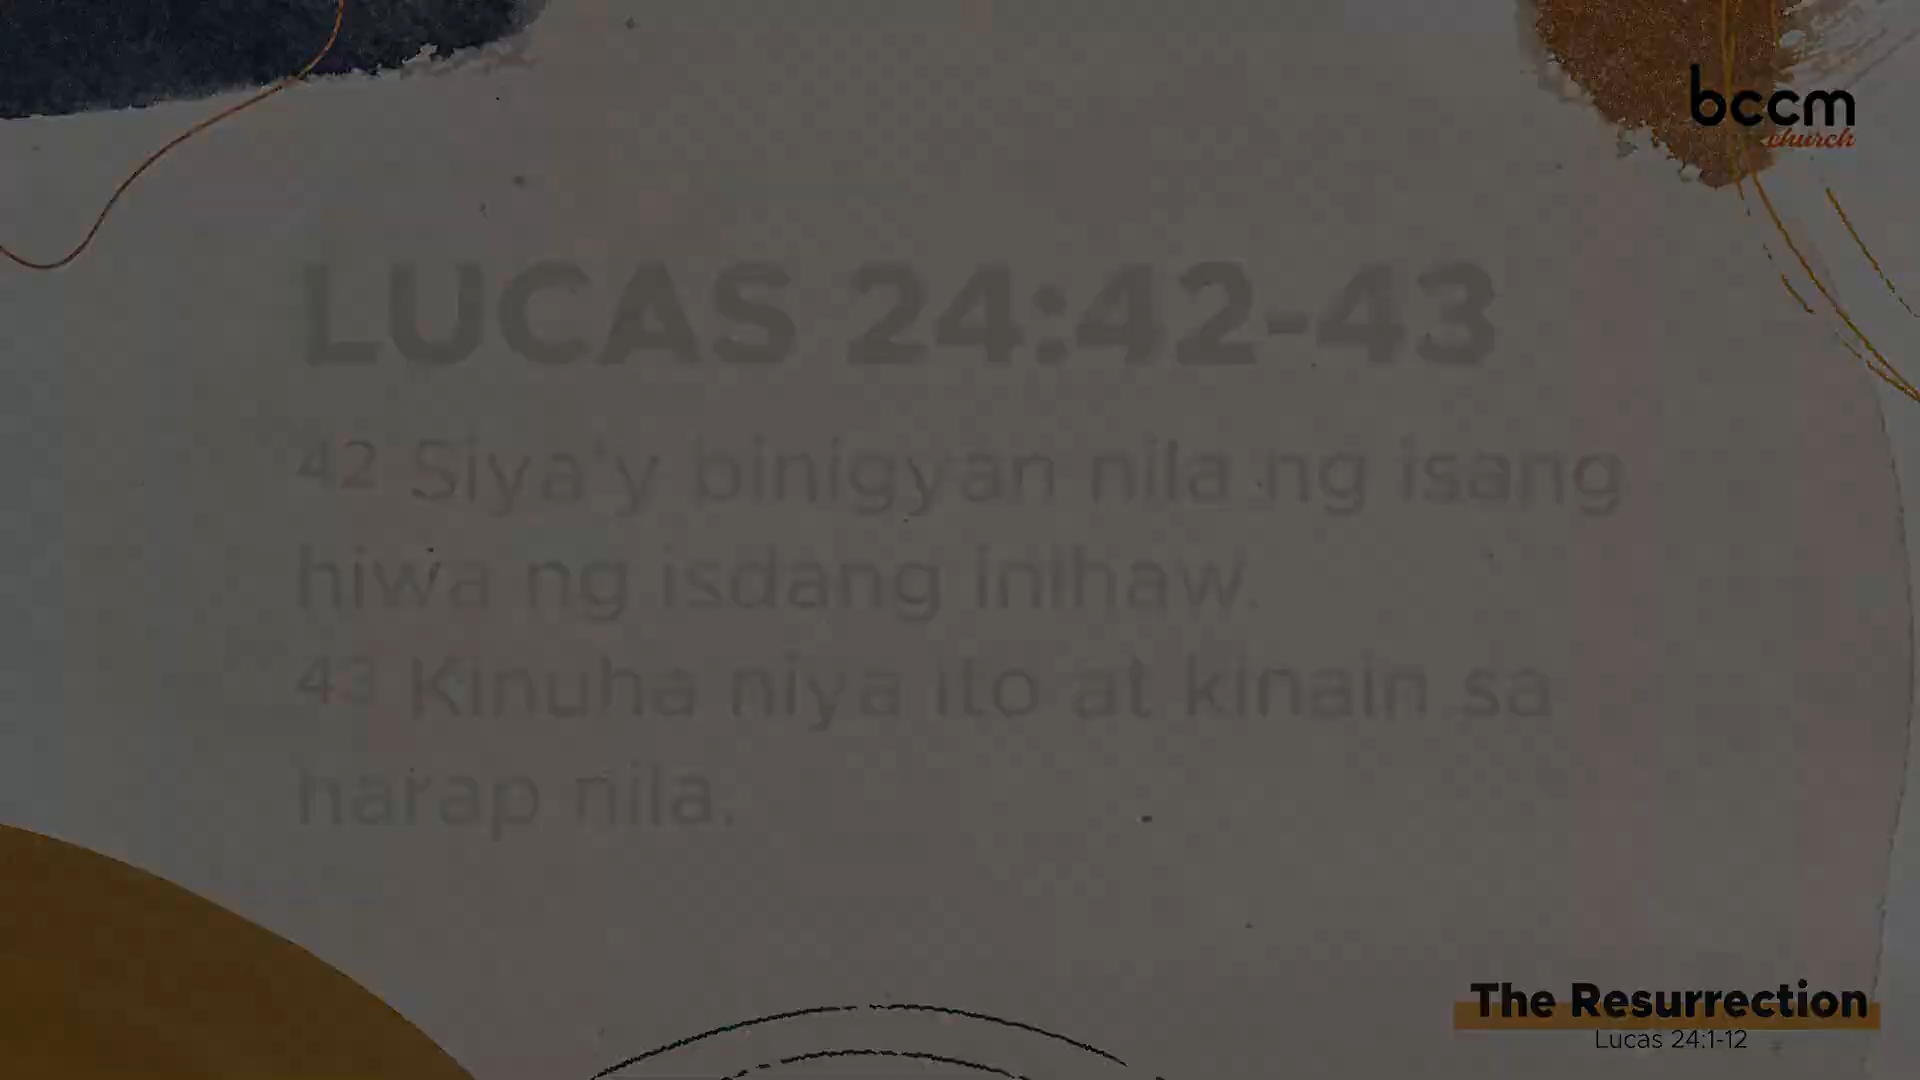 bccm
church
LUCAS 24:42-43
42 Siya'y binigyan nila ng isang
hiwa ng isdang inihaw.
43 Kinuha niya ito at kinain sa
harap nila.
The Resurrection
Lucas 24:1-12